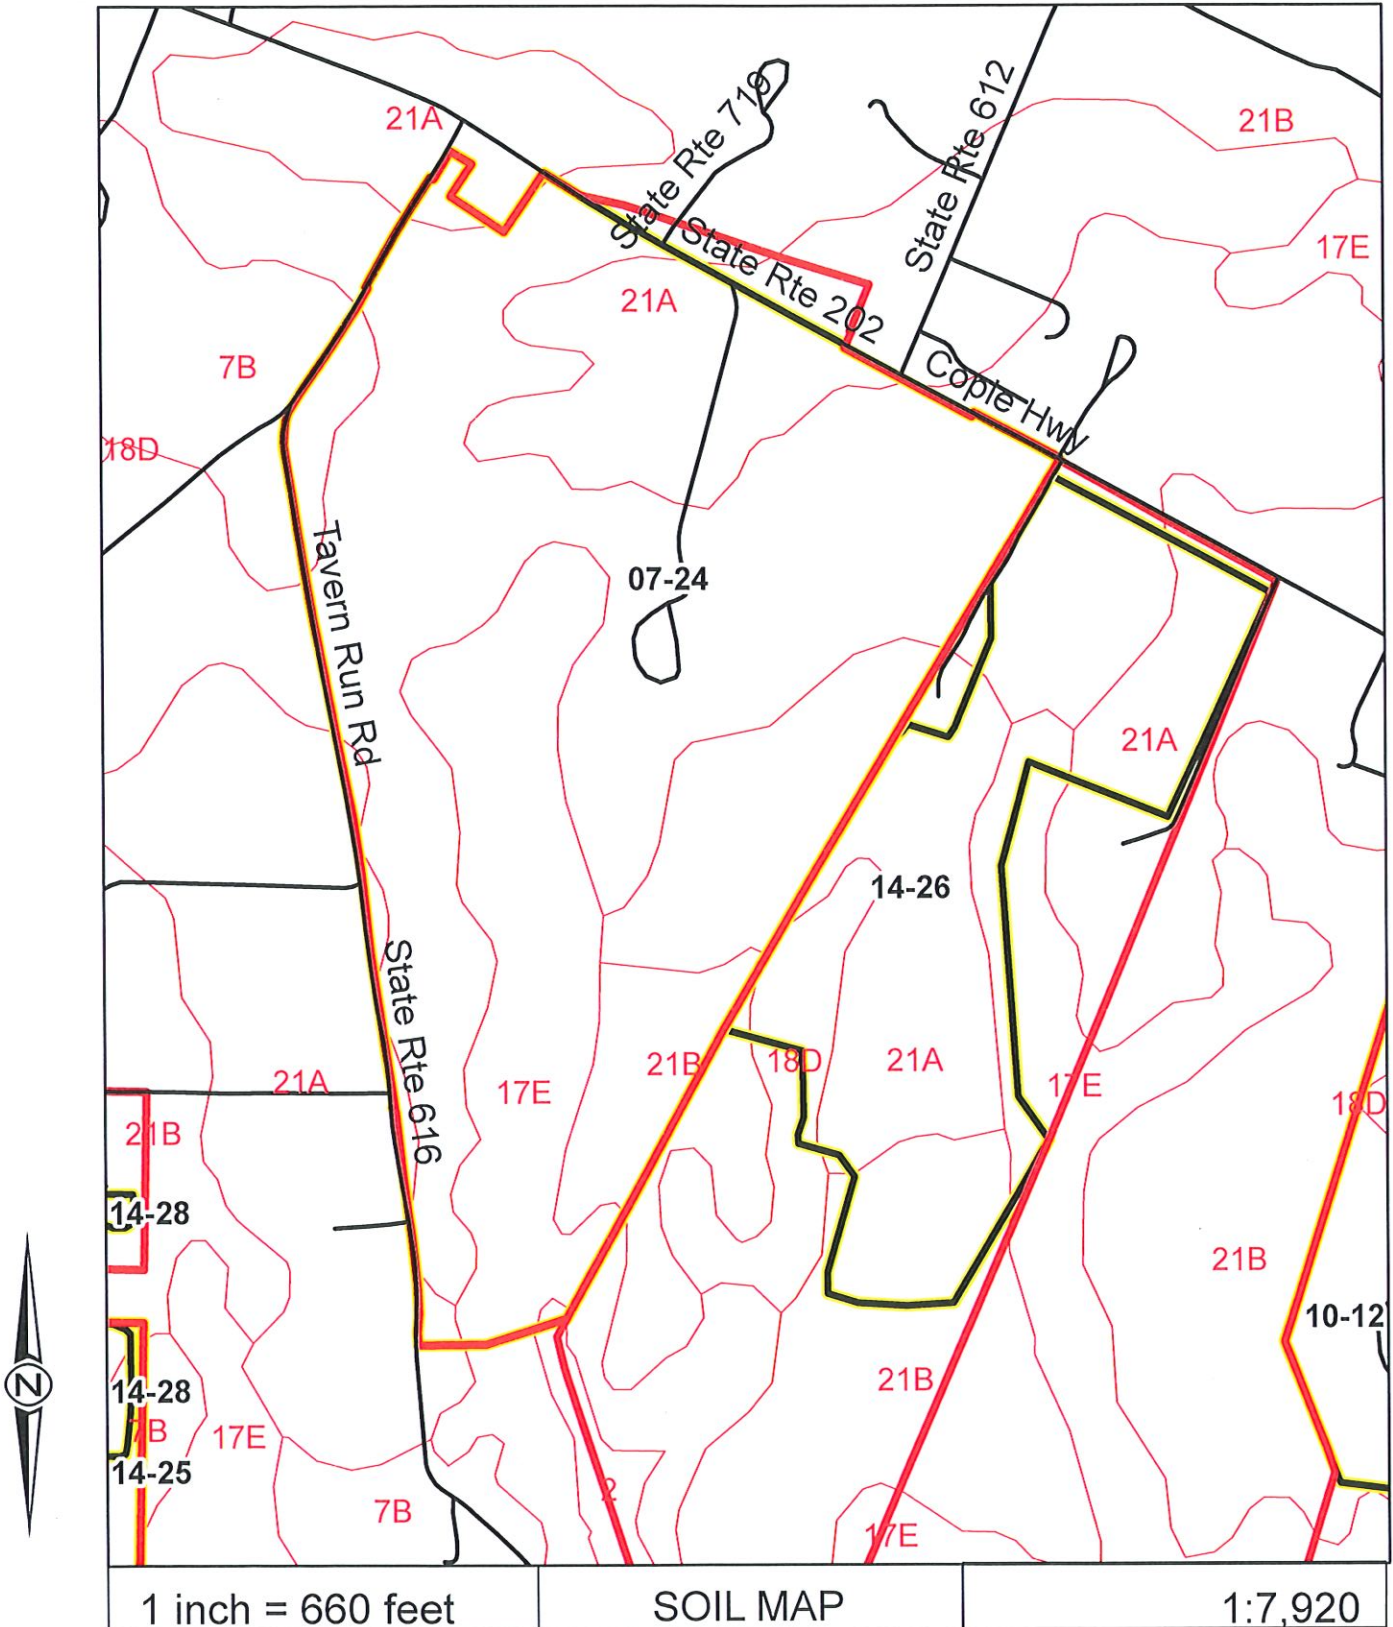 State Rte 719
State Rte 612
21A
21B
17E
State Rte 202
21A
7B
Cople Hwy
18D
Tavern Run Rd
07-24
21A
14-26
State Rte 616
21B
18D
21A
17E
21A
17E
18D
21B
14-28
21B
10-12
14-28
21B
7B
17E
14-25
2
7B
17E
N
1 inch = 660 feet
SOIL MAP
1:7,920